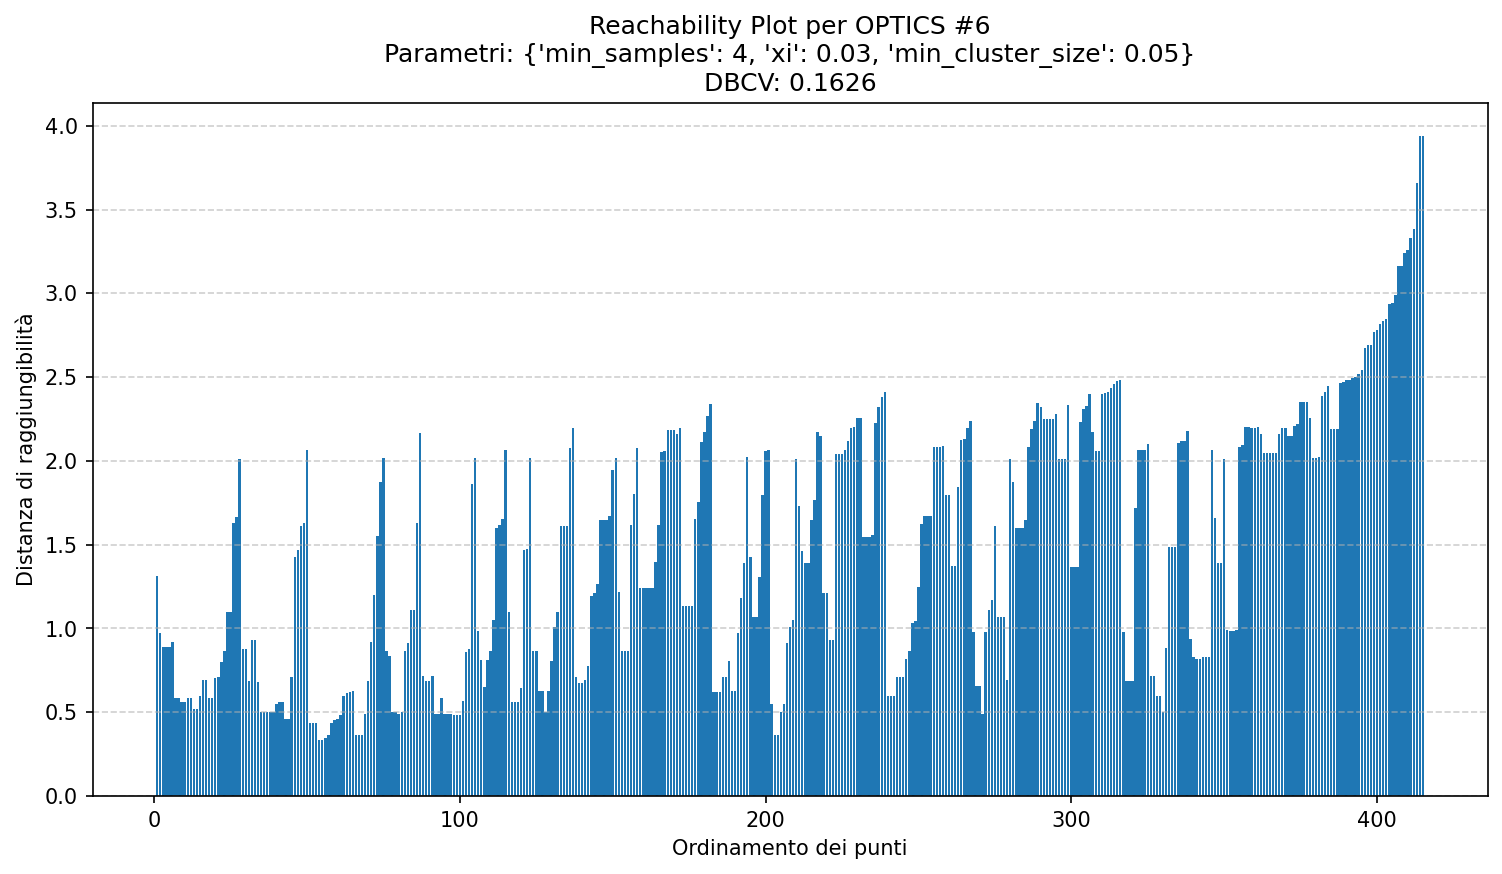 Reachability Plot per OPTICS #6
Parametri: {'min_samples': 4, 'xi': 0.03, 'min_cluster_size': 0.05}
DBCV: 0.1626
Distanza di raggiungibilità
4.0
3.5
3.0
2.5
2.0
1.5
1.0
0.5
0.0
0 100 200 300 400
Ordinamento dei punti